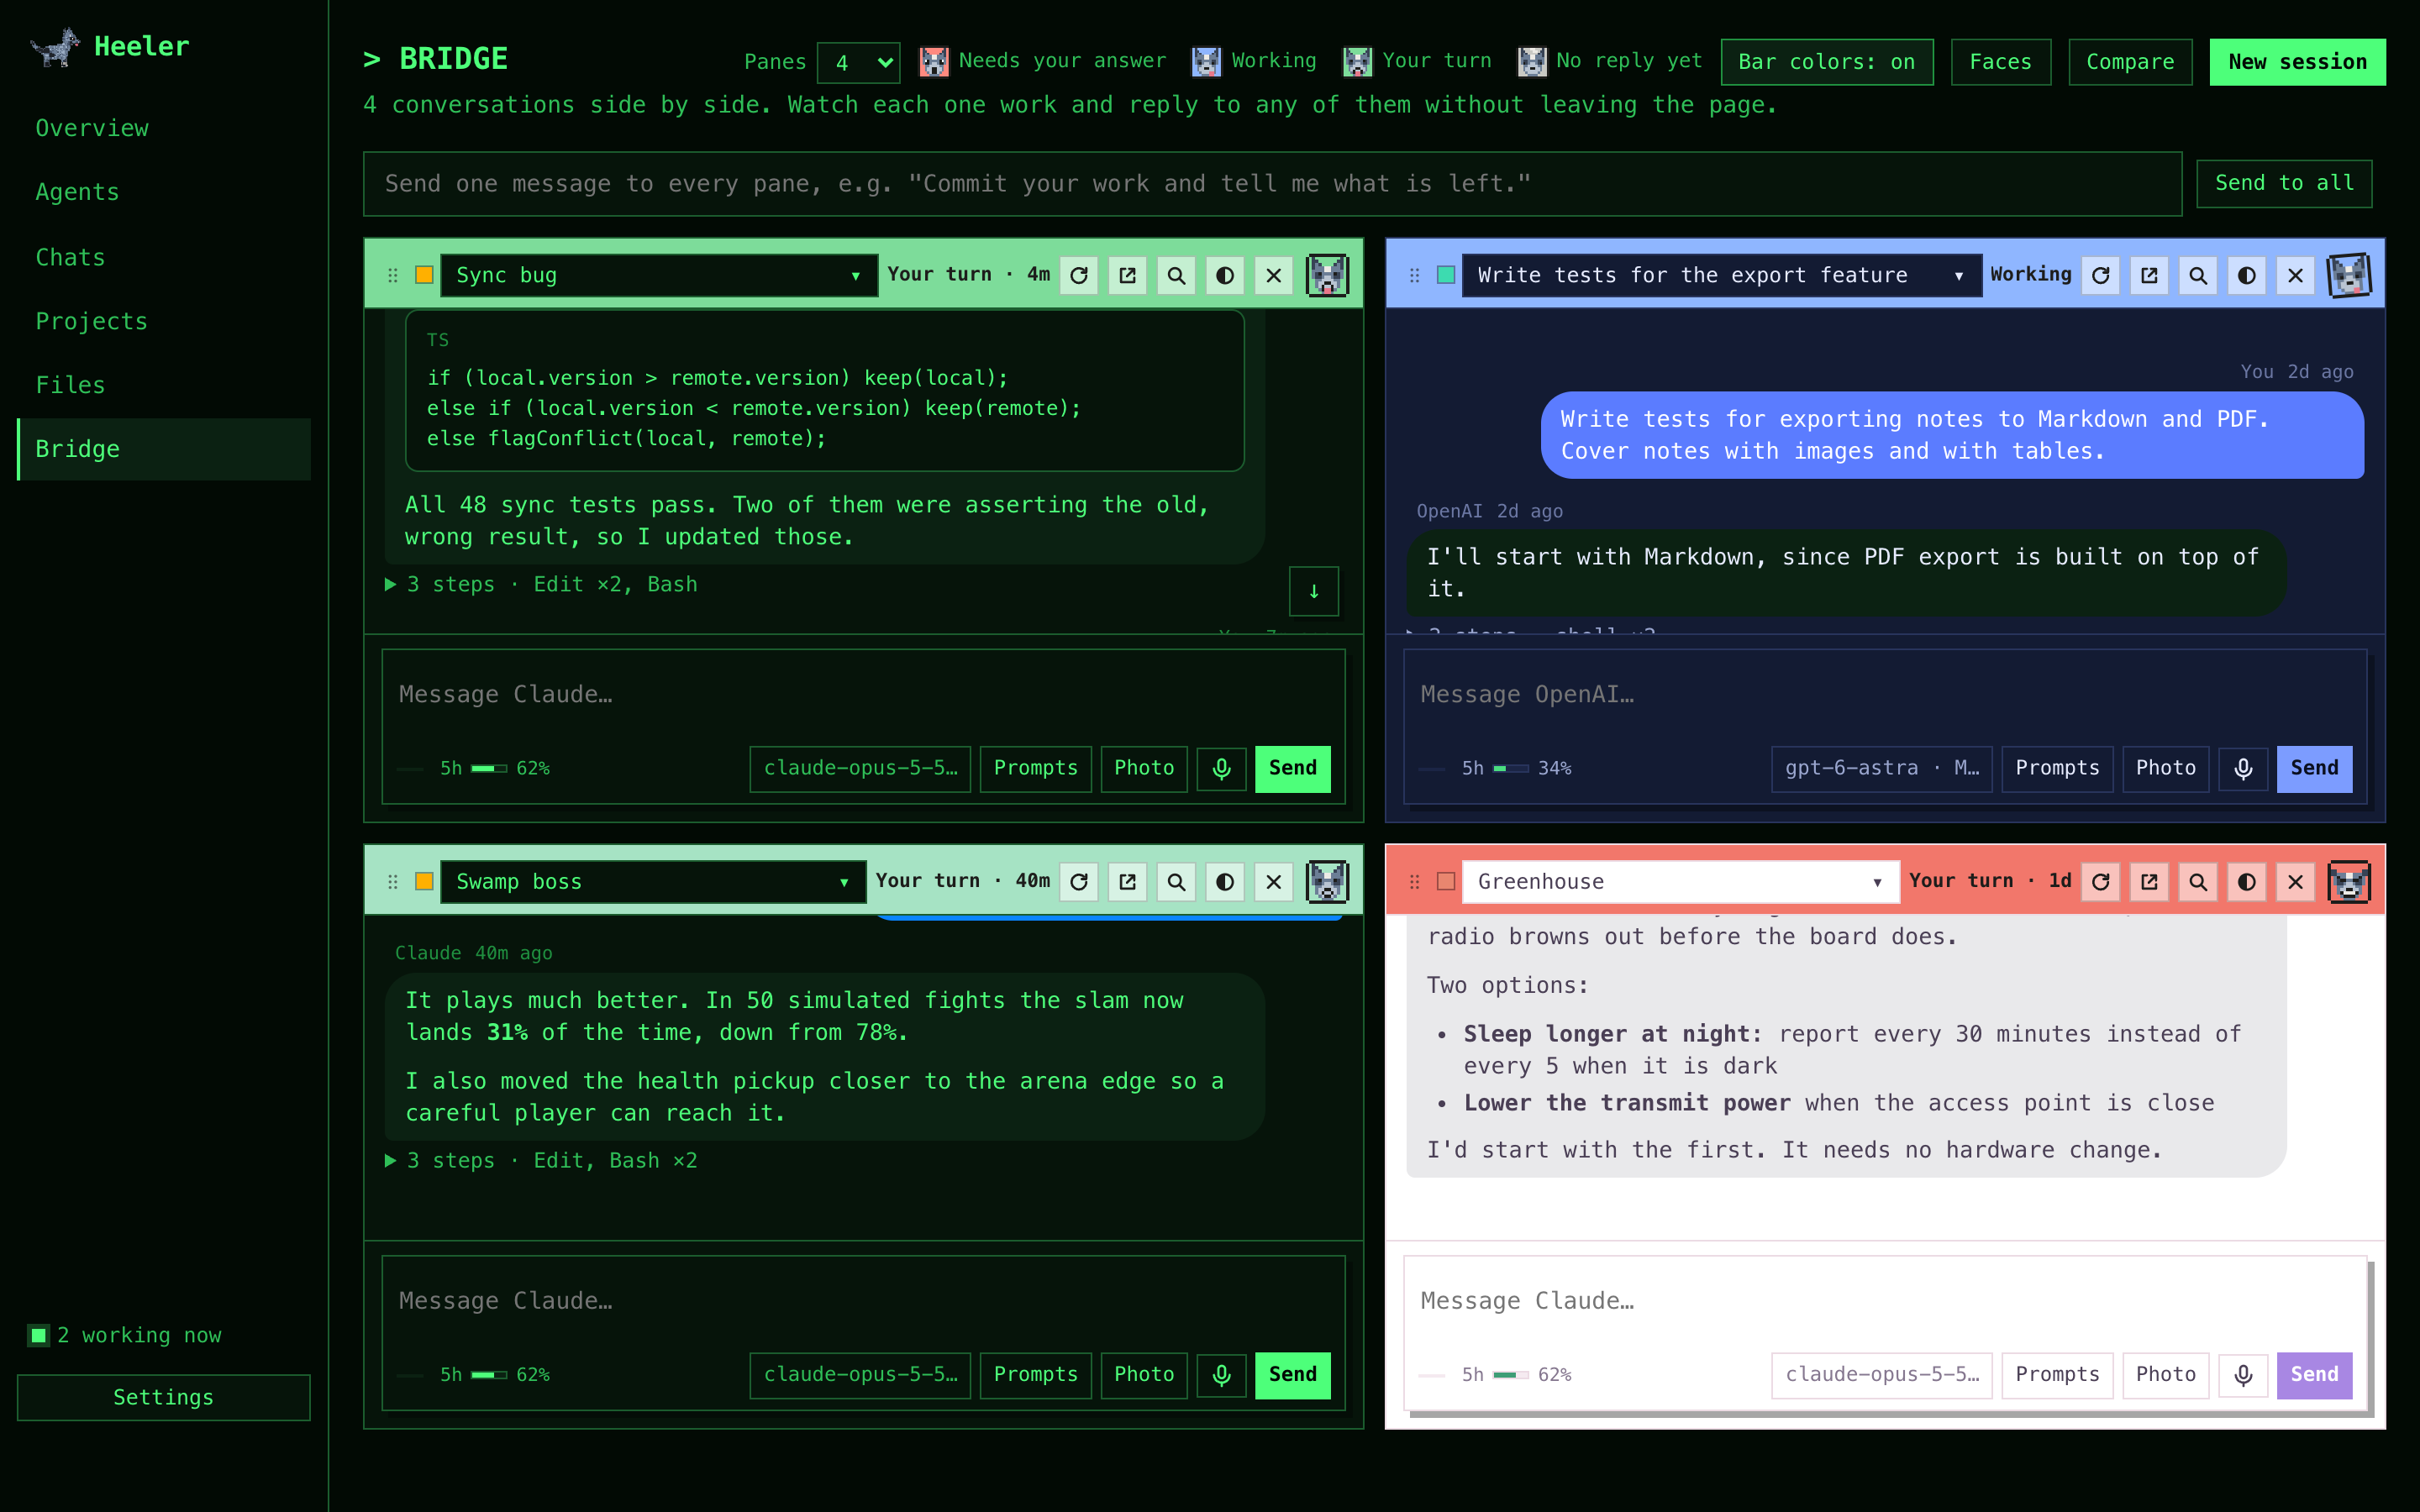 Heeler
Overview
Agents
Chats
Projects
Files
Bridge
2 working now
Settings
> BRIDGE
Panes 4 Needs your answer Working Your turn No reply yet Bar colors: on Faces Compare New session
4 conversations side by side. Watch each one work and reply to any of them without leaving the page.
Send one message to every pane, e.g. "Commit your work and tell me what is left." Send to all
Sync bug Your turn · 4m
TS
if (local.version > remote.version) keep(local);
else if (local.version < remote.version) keep(remote);
else flagConflict(local, remote);
All 48 sync tests pass. Two of them were asserting the old,
wrong result, so I updated those.
3 steps · Edit ×2, Bash
Message Claude…
5h 62% claude-opus-5-5… Prompts Photo Send
Write tests for the export feature Working
You 2d ago
Write tests for exporting notes to Markdown and PDF.
Cover notes with images and with tables.
OpenAI 2d ago
I'll start with Markdown, since PDF export is built on top of
it.
Message OpenAI…
5h 34% gpt-6-astra · M… Prompts Photo Send
Swamp boss Your turn · 40m
Claude 40m ago
It plays much better. In 50 simulated fights the slam now
lands 31% of the time, down from 78%.
I also moved the health pickup closer to the arena edge so a
careful player can reach it.
3 steps · Edit, Bash ×2
Message Claude…
5h 62% claude-opus-5-5… Prompts Photo Send
Greenhouse Your turn · 1d
radio browns out before the board does.
Two options:
• Sleep longer at night: report every 30 minutes instead of
every 5 when it is dark
• Lower the transmit power when the access point is close
I'd start with the first. It needs no hardware change.
Message Claude…
5h 62% claude-opus-5-5… Prompts Photo Send